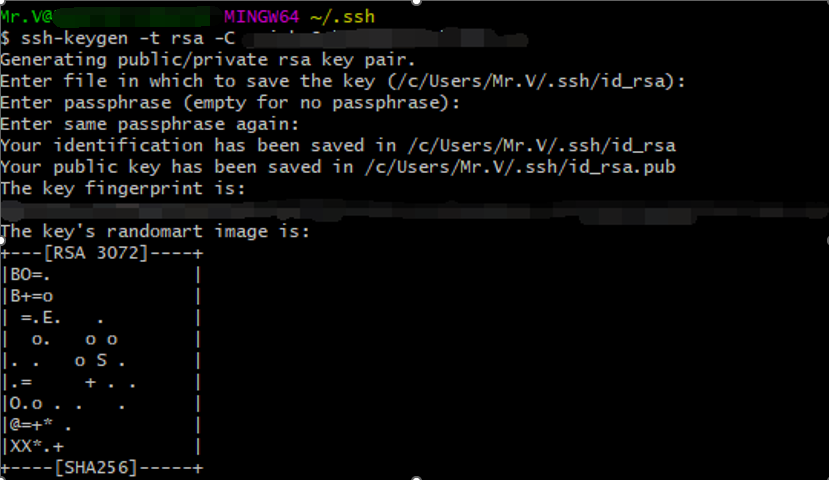 Mr.V@ MINGW64 ~/.ssh
$ ssh-keygen -t rsa -C
Generating public/private rsa key pair.
Enter file in which to save the key (/c/Users/Mr.V/.ssh/id_rsa):
Enter passphrase (empty for no passphrase):
Enter same passphrase again:
Your identification has been saved in /c/Users/Mr.V/.ssh/id_rsa
Your public key has been saved in /c/Users/Mr.V/.ssh/id_rsa.pub
The key fingerprint is:
The key's randomart image is:
+---[RSA 3072]----+
|BO=.             |
|B+=o             |
| =.E.   .        |
|  o.   o o       |
|. .   o S .      |
|.=     + . .     |
|O.o . .   .      |
|@=+* .           |
|XX*.+            |
+----[SHA256]-----+